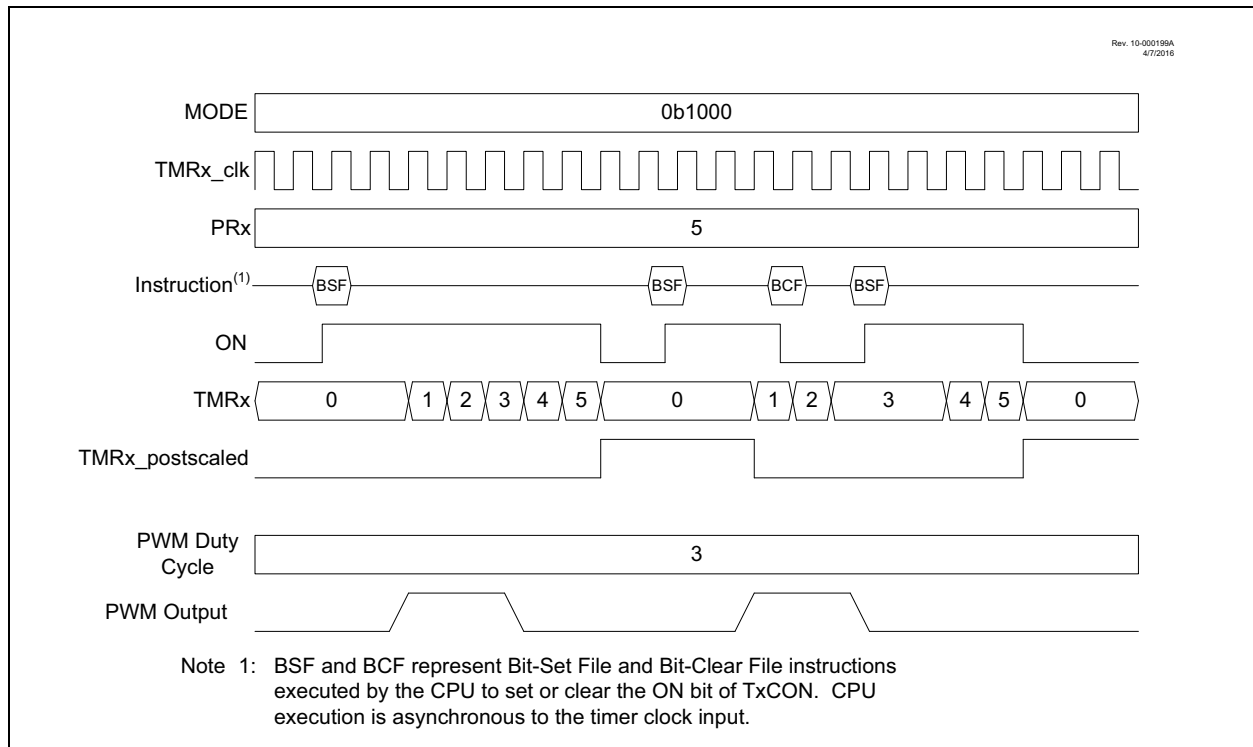 Rev. 10-000199A
4/7/2016
MODE 0b1000
TMRx_clk
PRx 5
Instruction(1) BSF BSF BCF BSF
ON
TMRx 0 1 2 3 4 5 0 1 2 3 4 5 0
TMRx_postscaled
PWM Duty
Cycle 3
PWM Output
Note 1: BSF and BCF represent Bit-Set File and Bit-Clear File instructions
executed by the CPU to set or clear the ON bit of TxCON. CPU
execution is asynchronous to the timer clock input.